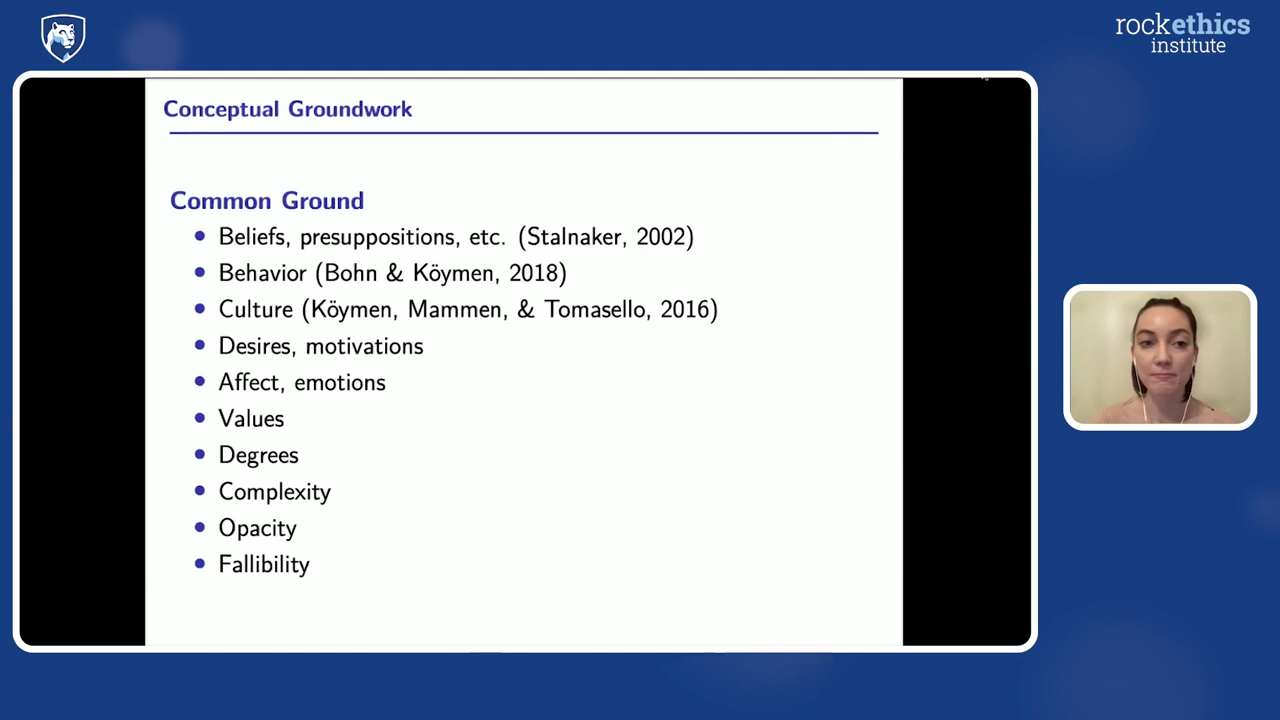 rockethics
institute
Conceptual Groundwork
Common Ground
• Beliefs, presuppositions, etc. (Stalnaker, 2002)
• Behavior (Bohn & Köymen, 2018)
• Culture (Köymen, Mammen, & Tomasello, 2016)
• Desires, motivations
• Affect, emotions
• Values
• Degrees
• Complexity
• Opacity
• Fallibility